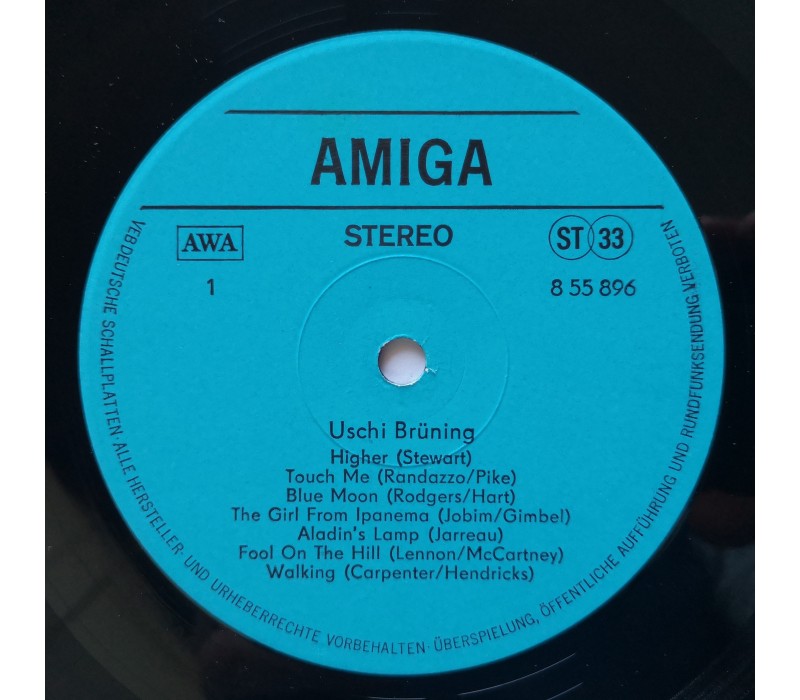 AMIGA
AWA
STEREO
ST 33
1
8 55 896
Uschi Brüning
Higher (Stewart)
Touch Me (Randazzo/Pike)
Blue Moon (Rodgers/Hart)
The Girl From Ipanema (Jobim/Gimbel)
Aladin's Lamp (Jarreau)
Fool On The Hill (Lennon/McCartney)
Walking (Carpenter/Hendricks)
VEB DEUTSCHE SCHALLPLATTEN · ALLE HERSTELLER- UND URHEBERRECHTE VORBEHALTEN · ÜBERSPIELUNG, ÖFFENTLICHE AUFFÜHRUNG UND RUNDFUNKSENDUNG VERBOTEN